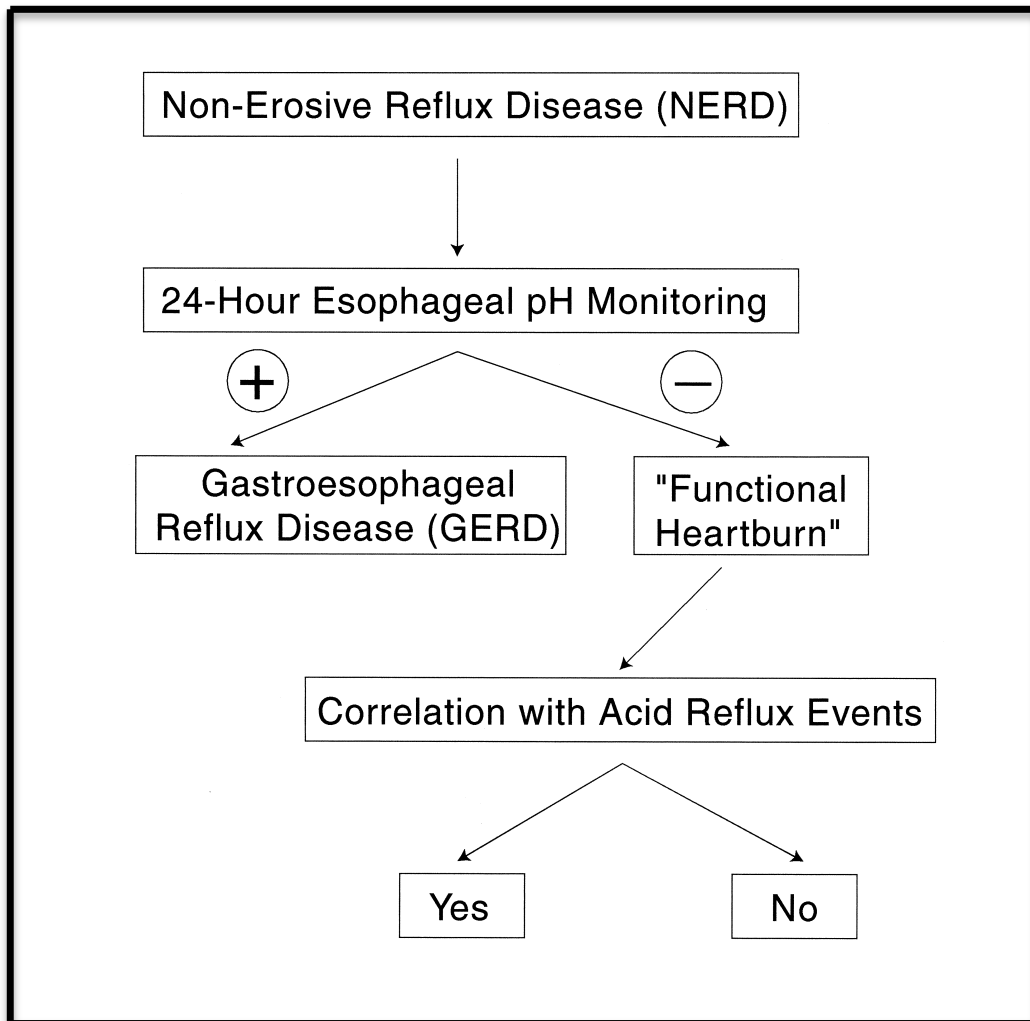 Non-Erosive Reflux Disease (NERD)
24-Hour Esophageal pH Monitoring
+
—
Gastroesophageal
Reflux Disease (GERD)
"Functional
Heartburn"
Correlation with Acid Reflux Events
Yes
No